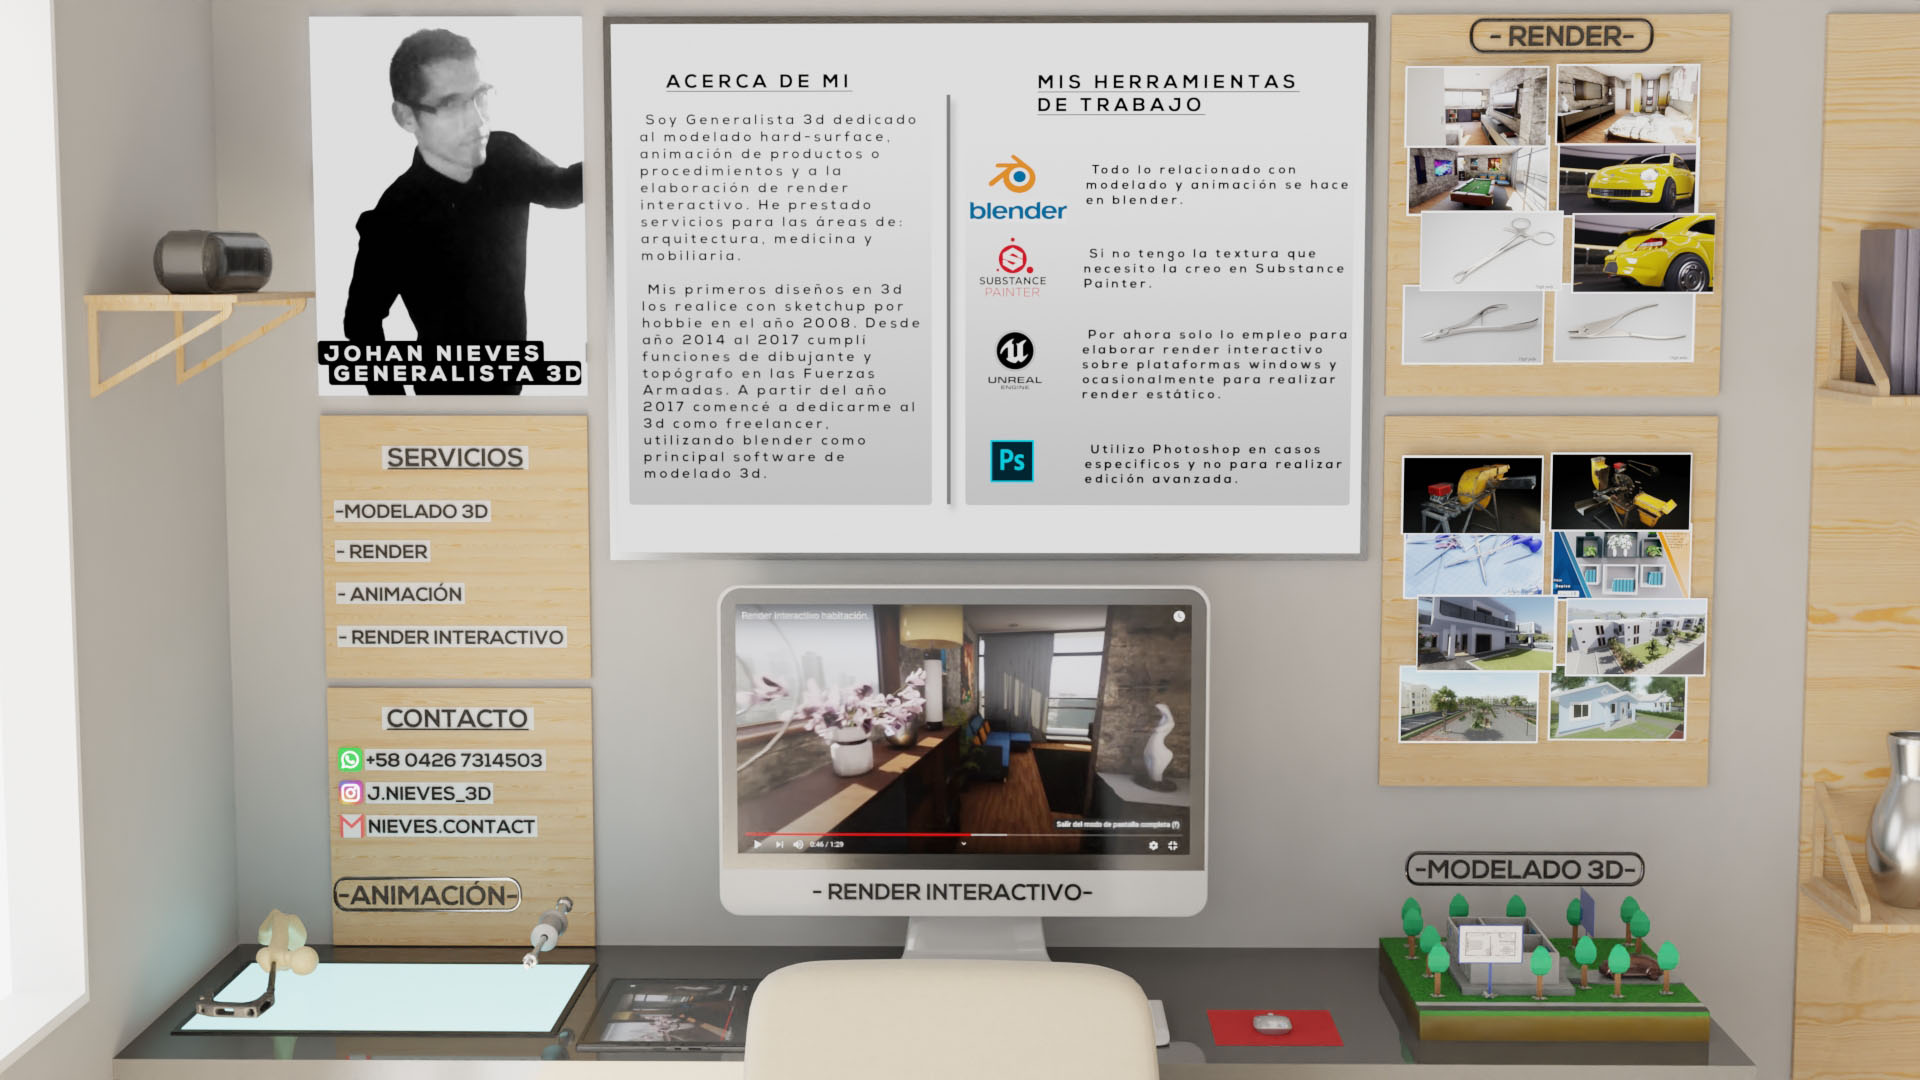 JOHAN NIEVES
GENERALISTA 3D
SERVICIOS
-MODELADO 3D
- RENDER
- ANIMACIÓN
- RENDER INTERACTIVO
CONTACTO
+58 0426 7314503
J.NIEVES_3D
NIEVES.CONTACT
-ANIMACIÓN-
ACERCA DE MI
Soy Generalista 3d dedicado
al modelado hard-surface,
animación de productos o
procedimientos y a la
elaboración de render
interactivo. He prestado
servicios para las áreas de:
arquitectura, medicina y
mobiliaria.
Mis primeros diseños en 3d
los realice con sketchup por
hobbie en el año 2008. Desde
año 2014 al 2017 cumplí
funciones de dibujante y
topógrafo en las Fuerzas
Armadas. A partir del año
2017 comencé a dedicarme al
3d como freelancer,
utilizando blender como
principal software de
modelado 3d.
MIS HERRAMIENTAS
DE TRABAJO
blender
Todo lo relacionado con
modelado y animación se hace
en blender.
SUBSTANCE
PAINTER
Si no tengo la textura que
necesito la creo en Substance
Painter.
UNREAL
ENGINE
Por ahora solo lo empleo para
elaborar render interactivo
sobre plataformas windows y
ocasionalmente para realizar
render estático.
Ps
Utilizo Photoshop en casos
especificos y no para realizar
edición avanzada.
Render interactivo habitación.
Salir del modo de pantalla completa (f)
0:46 / 1:29
- RENDER INTERACTIVO-
- RENDER-
-MODELADO 3D-